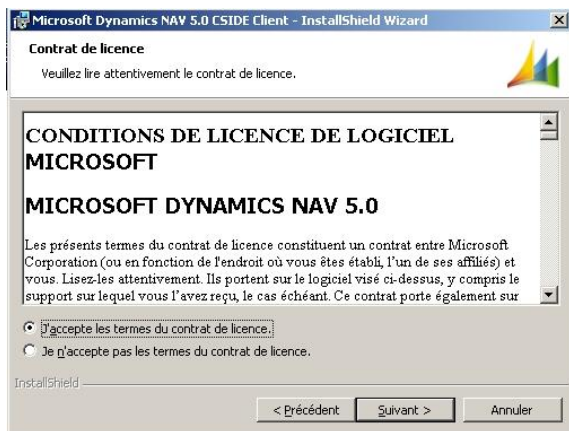 Microsoft Dynamics NAV 5.0 CSIDE Client - InstallShield Wizard
Contrat de licence
Veuillez lire attentivement le contrat de licence.
CONDITIONS DE LICENCE DE LOGICIEL
MICROSOFT
MICROSOFT DYNAMICS NAV 5.0
Les présents termes du contrat de licence constituent un contrat entre Microsoft
Corporation (ou en fonction de l'endroit où vous êtes établi, l’un de ses affiliés) et
vous. Lisez-les attentivement. Ils portent sur le logiciel visé ci-dessus, y compris le
support sur lequel vous l’avez reçu, le cas échéant. Ce contrat porte également sur
J'accepte les termes du contrat de licence.
Je n'accepte pas les termes du contrat de licence.
InstallShield
< Précédent Suivant > Annuler